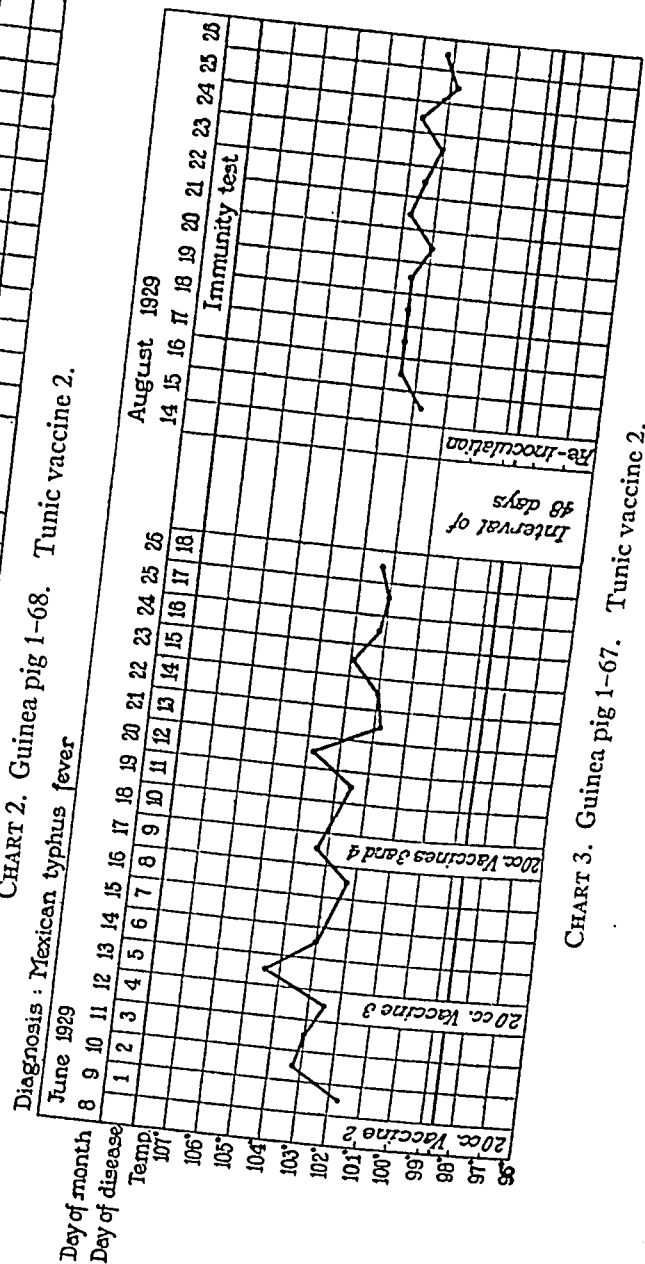 CHART 2. Guinea pig 1-68. Tunic vaccine 2.
Diagnosis : Mexican typhus fever
June 1929
August 1929
Day of month 8 9 10 11 12 13 14 15 16 17 18 19 20 21 22 23 24 25 26
14 15 16 17 18 19 20 21 22 23 24 25 26
Day of disease 1 2 3 4 5 6 7 8 9 10 11 12 13 14 15 16 17 18
Immunity test
Temp.
107°
106°
105°
104°
103°
102°
101°
100°
99°
98°
97°
96°
2.0 cc. Vaccine 2
2.0 cc. Vaccine 3
2.0 cc. Vaccines 3 and 4
Interval of
48 days
Re-inoculation
CHART 3. Guinea pig 1-67. Tunic vaccine 2.